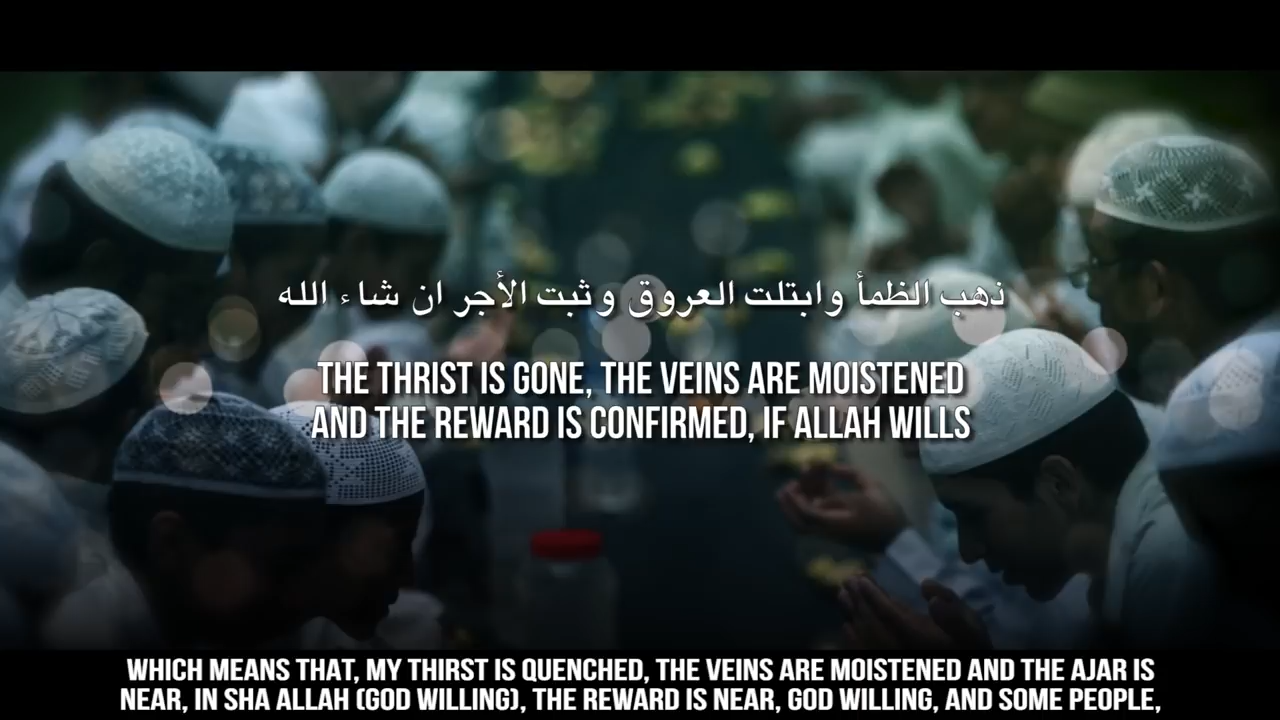 ذهب الظمأ وابتلت العروق وثبت الأجر ان شاء الله
THE THRIST IS GONE, THE VEINS ARE MOISTENED
AND THE REWARD IS CONFIRMED, IF ALLAH WILLS
WHICH MEANS THAT, MY THIRST IS QUENCHED, THE VEINS ARE MOISTENED AND THE AJAR IS
NEAR, IN SHA ALLAH (GOD WILLING), THE REWARD IS NEAR, GOD WILLING, AND SOME PEOPLE,